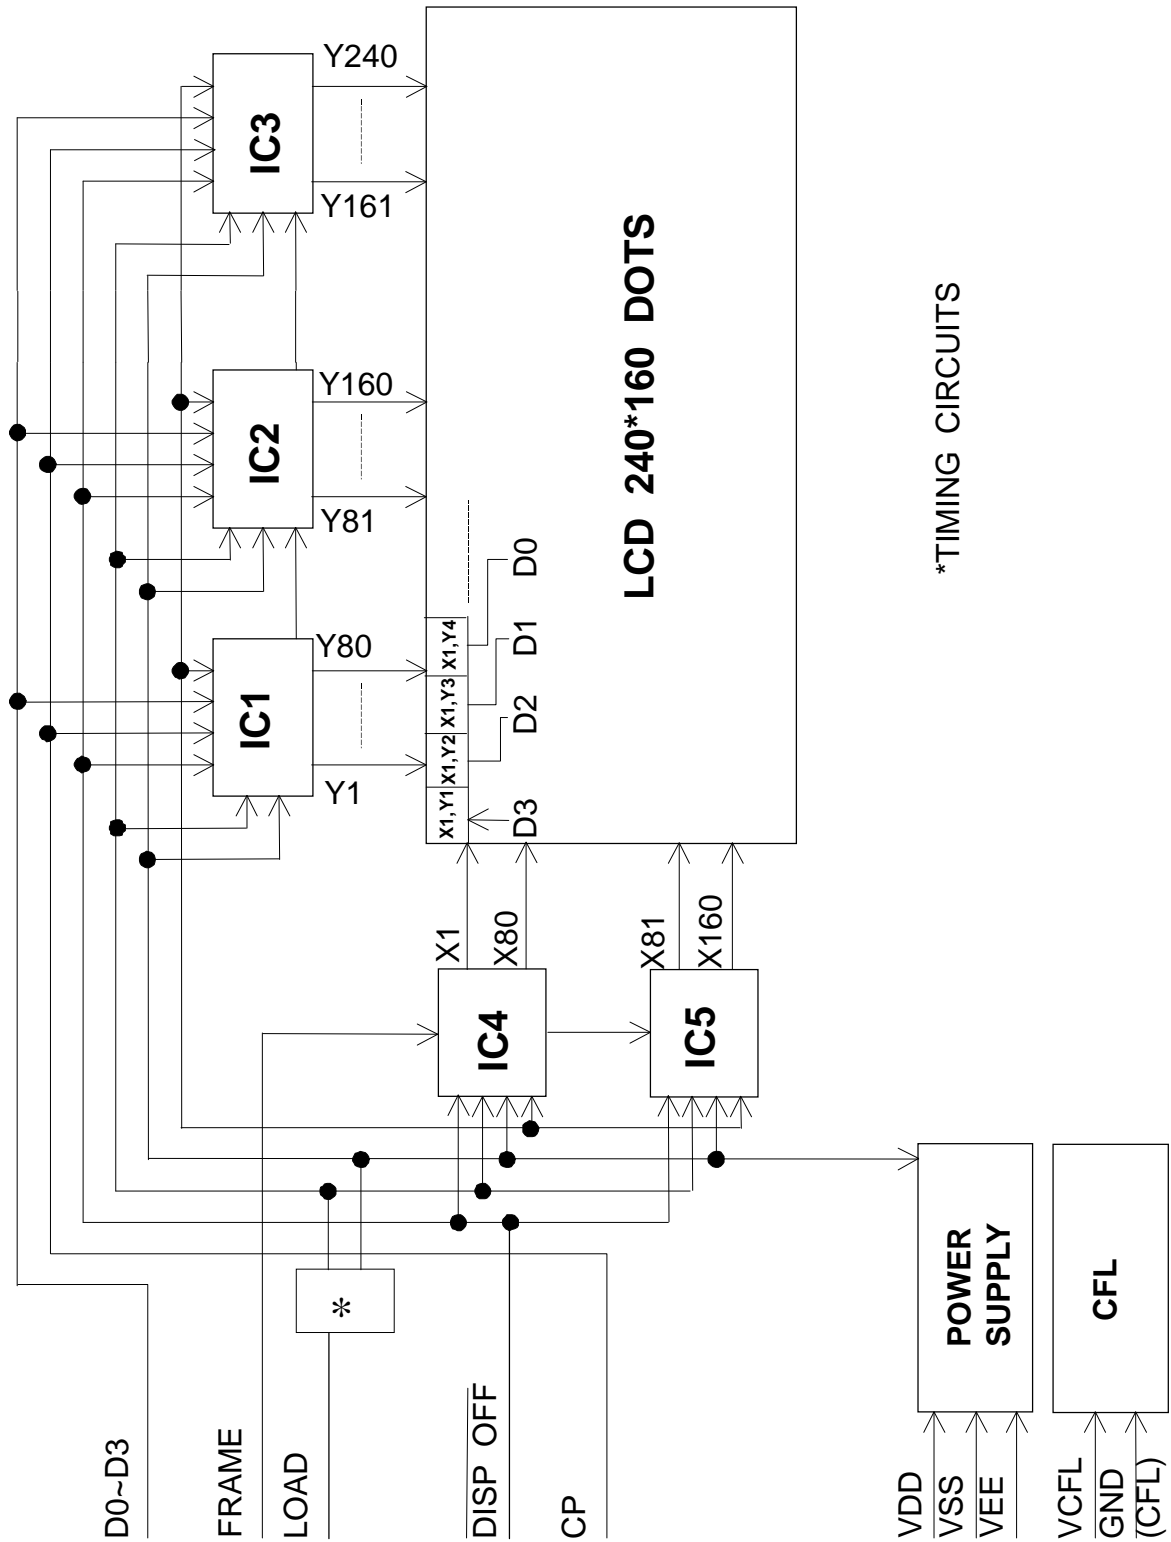 D0~D3
FRAME
LOAD
DISP OFF
CP
VDD
VSS
VEE
VCFL
GND
(CFL)
*
POWER
SUPPLY
CFL
IC4
IC5
X1
X80
X81
X160
IC1
IC2
IC3
Y1
Y80
Y81
Y160
Y161
Y240
X1,Y1
X1,Y2
X1,Y3
X1,Y4
D3
D2
D1
D0
LCD 240*160 DOTS
*TIMING CIRCUITS